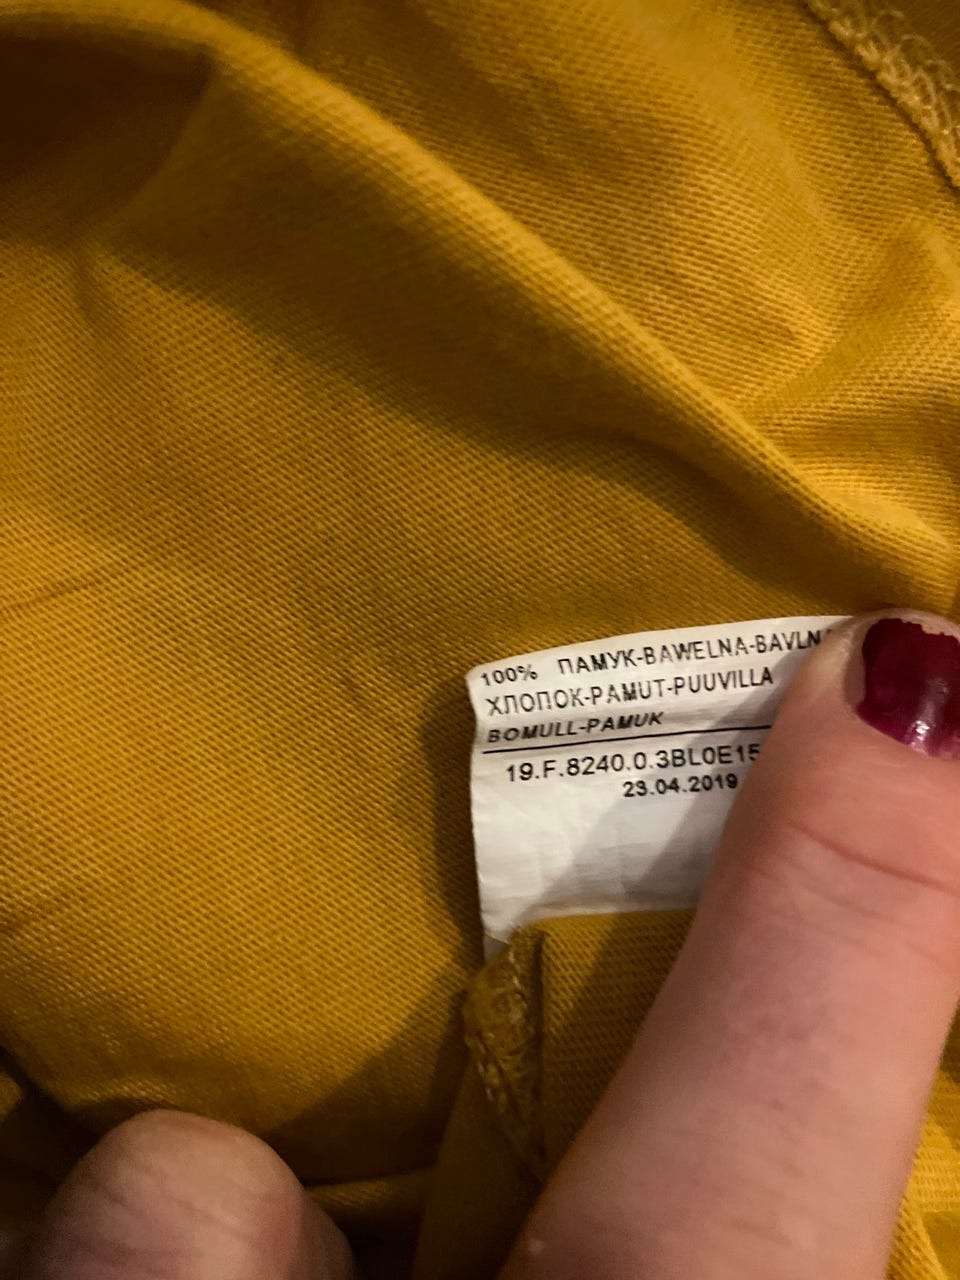 100% ПАМУК-BAWELNA-BAVLN
ХЛОПОК-PAMUT-PUUVILLA
BOMULL-PAMUK
19.F.8240.0.3BL0E15
23.04.2019